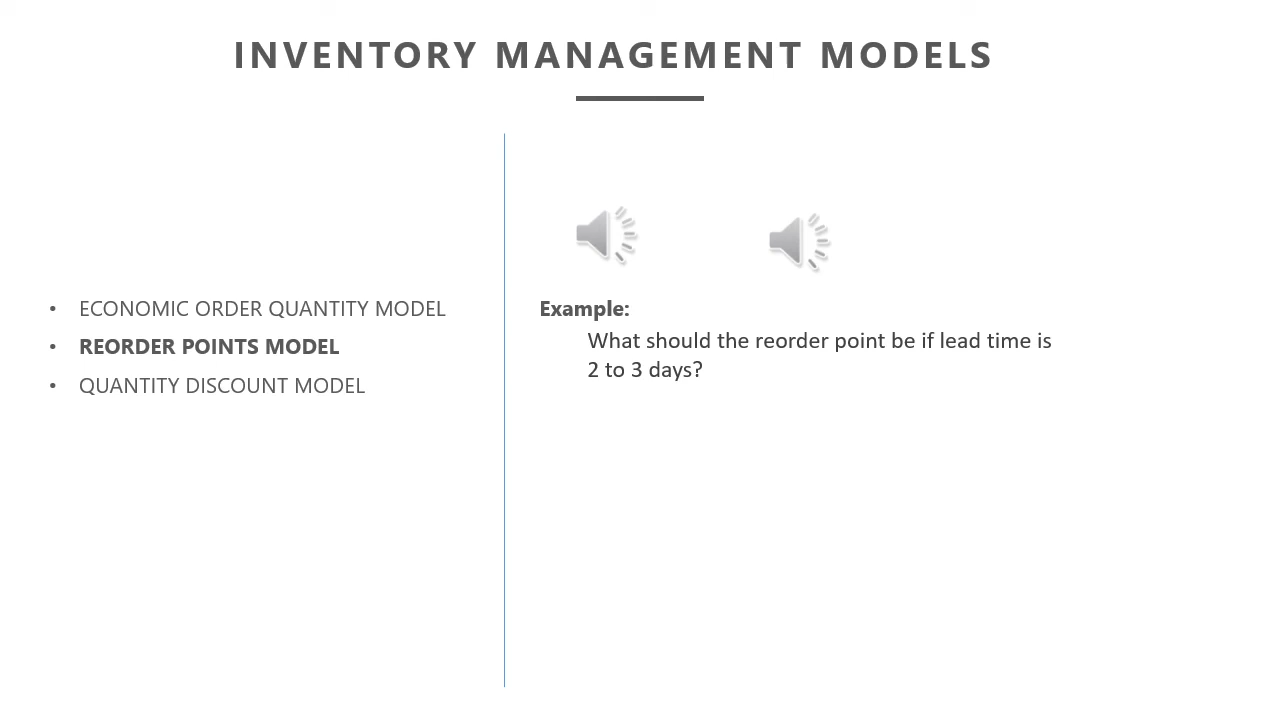 INVENTORY MANAGEMENT MODELS
• ECONOMIC ORDER QUANTITY MODEL
• REORDER POINTS MODEL
• QUANTITY DISCOUNT MODEL
Example:
What should the reorder point be if lead time is
2 to 3 days?